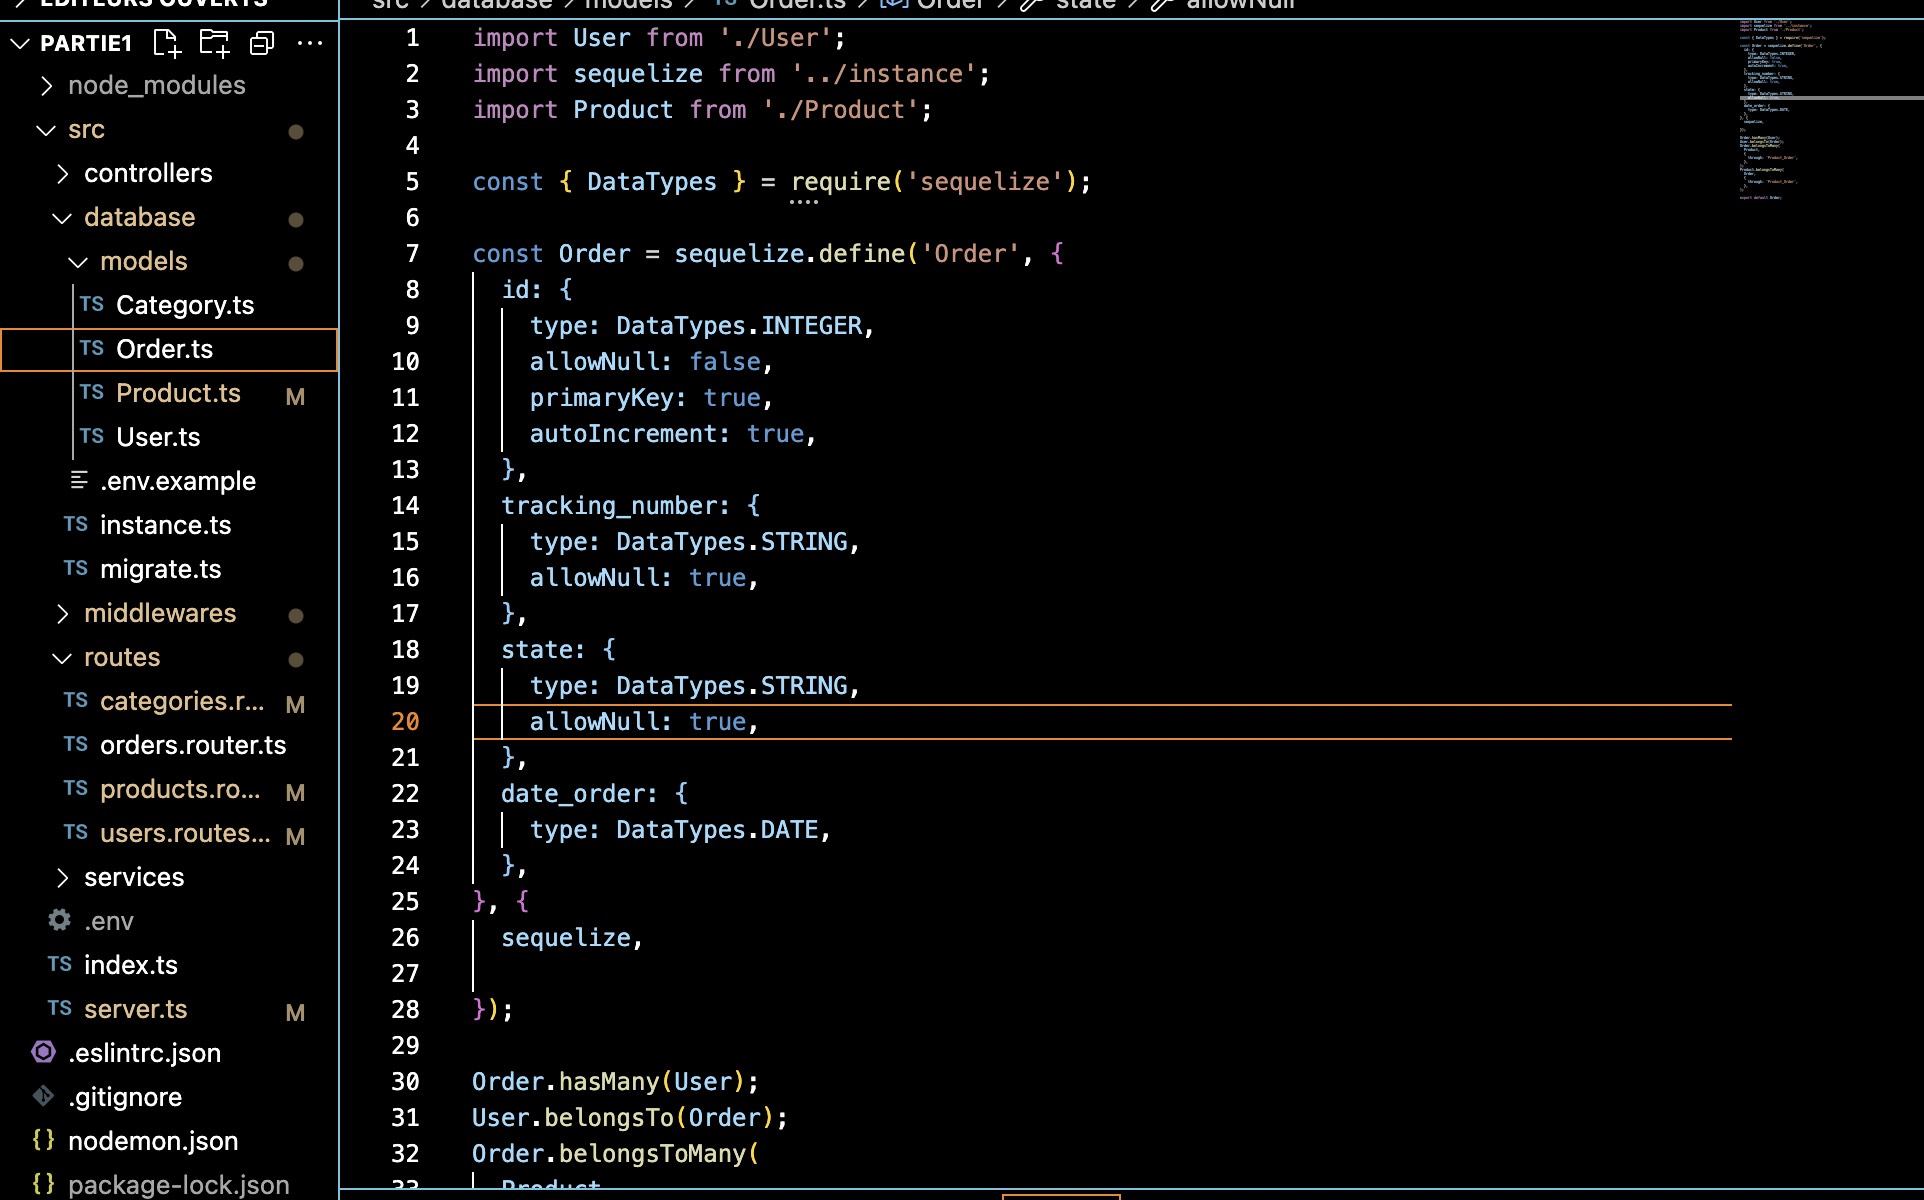 ÉDITEURS OUVERTS
PARTIE1
node_modules
src
controllers
database
models
TS Category.ts
TS Order.ts
TS Product.ts M
TS User.ts
.env.example
TS instance.ts
TS migrate.ts
middlewares
routes
TS categories.r... M
TS orders.router.ts
TS products.ro... M
TS users.routes... M
services
.env
TS index.ts
TS server.ts M
.eslintrc.json
.gitignore
{} nodemon.json
{} package-lock.json
src > database > models > TS Order.ts > Order > state > allowNull
1 import User from './User';
2 import sequelize from '../instance';
3 import Product from './Product';
4
5 const { DataTypes } = require('sequelize');
6
7 const Order = sequelize.define('Order', {
8 id: {
9 type: DataTypes.INTEGER,
10 allowNull: false,
11 primaryKey: true,
12 autoIncrement: true,
13 },
14 tracking_number: {
15 type: DataTypes.STRING,
16 allowNull: true,
17 },
18 state: {
19 type: DataTypes.STRING,
20 allowNull: true,
21 },
22 date_order: {
23 type: DataTypes.DATE,
24 },
25 }, {
26 sequelize,
27
28 });
29
30 Order.hasMany(User);
31 User.belongsTo(Order);
32 Order.belongsToMany(
33 Product